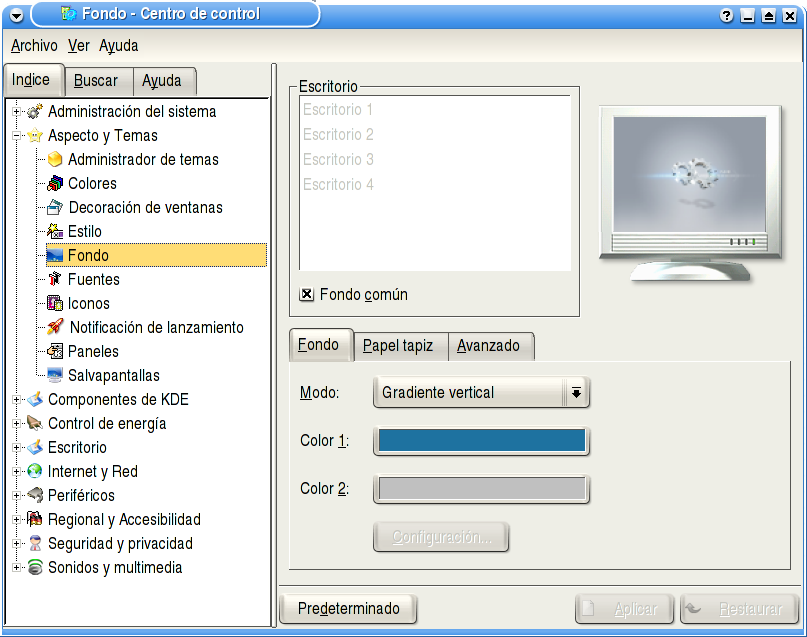 Fondo - Centro de control
Archivo Ver Ayuda
Indice Buscar Ayuda
Administración del sistema
Aspecto y Temas
Administrador de temas
Colores
Decoración de ventanas
Estilo
Fondo
Fuentes
Iconos
Notificación de lanzamiento
Paneles
Salvapantallas
Componentes de KDE
Control de energía
Escritorio
Internet y Red
Periféricos
Regional y Accesibilidad
Seguridad y privacidad
Sonidos y multimedia
Escritorio
Escritorio 1
Escritorio 2
Escritorio 3
Escritorio 4
Fondo común
Fondo Papel tapiz Avanzado
Modo: Gradiente vertical
Color 1:
Color 2:
Configuración...
Predeterminado Aplicar Restaurar